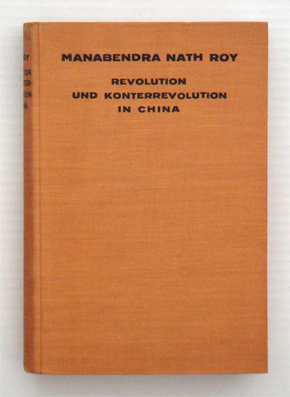 MANABENDRA NATH ROY
REVOLUTION
UND KONTERREVOLUTION
IN CHINA